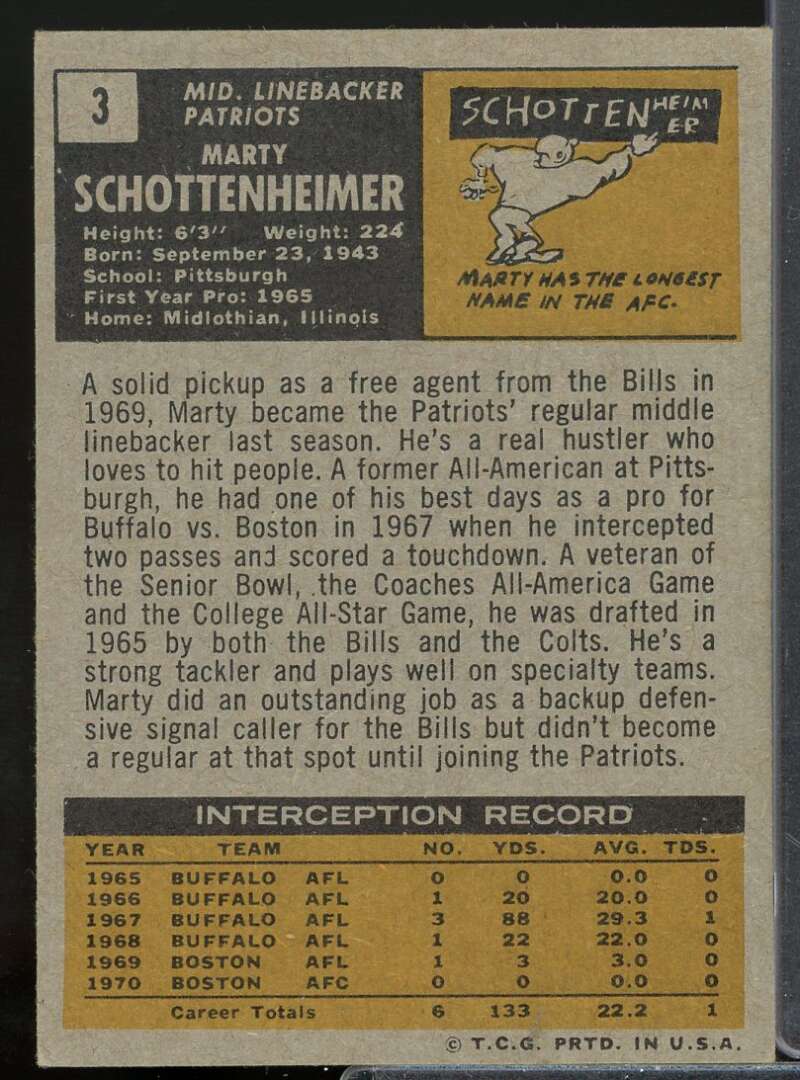 3
MID. LINEBACKER
PATRIOTS
MARTY
SCHOTTENHEIMER
Height: 6'3" Weight: 224
Born: September 23, 1943
School: Pittsburgh
First Year Pro: 1965
Home: Midlothian, Illinois
SCHOTTENHEIM
ER
MARTY HAS THE LONGEST
NAME IN THE AFC.
A solid pickup as a free agent from the Bills in
1969, Marty became the Patriots' regular middle
linebacker last season. He's a real hustler who
loves to hit people. A former All-American at Pitts-
burgh, he had one of his best days as a pro for
Buffalo vs. Boston in 1967 when he intercepted
two passes and scored a touchdown. A veteran of
the Senior Bowl, the Coaches All-America Game
and the College All-Star Game, he was drafted in
1965 by both the Bills and the Colts. He's a
strong tackler and plays well on specialty teams.
Marty did an outstanding job as a backup defen-
sive signal caller for the Bills but didn't become
a regular at that spot until joining the Patriots.
INTERCEPTION RECORD
YEAR TEAM NO. YDS. AVG. TDS.
1965 BUFFALO AFL 0 0 0.0 0
1966 BUFFALO AFL 1 20 20.0 0
1967 BUFFALO AFL 3 88 29.3 1
1968 BUFFALO AFL 1 22 22.0 0
1969 BOSTON AFL 1 3 3.0 0
1970 BOSTON AFC 0 0 0.0 0
Career Totals 6 133 22.2 1
© T.C.G. PRTD. IN U.S.A.